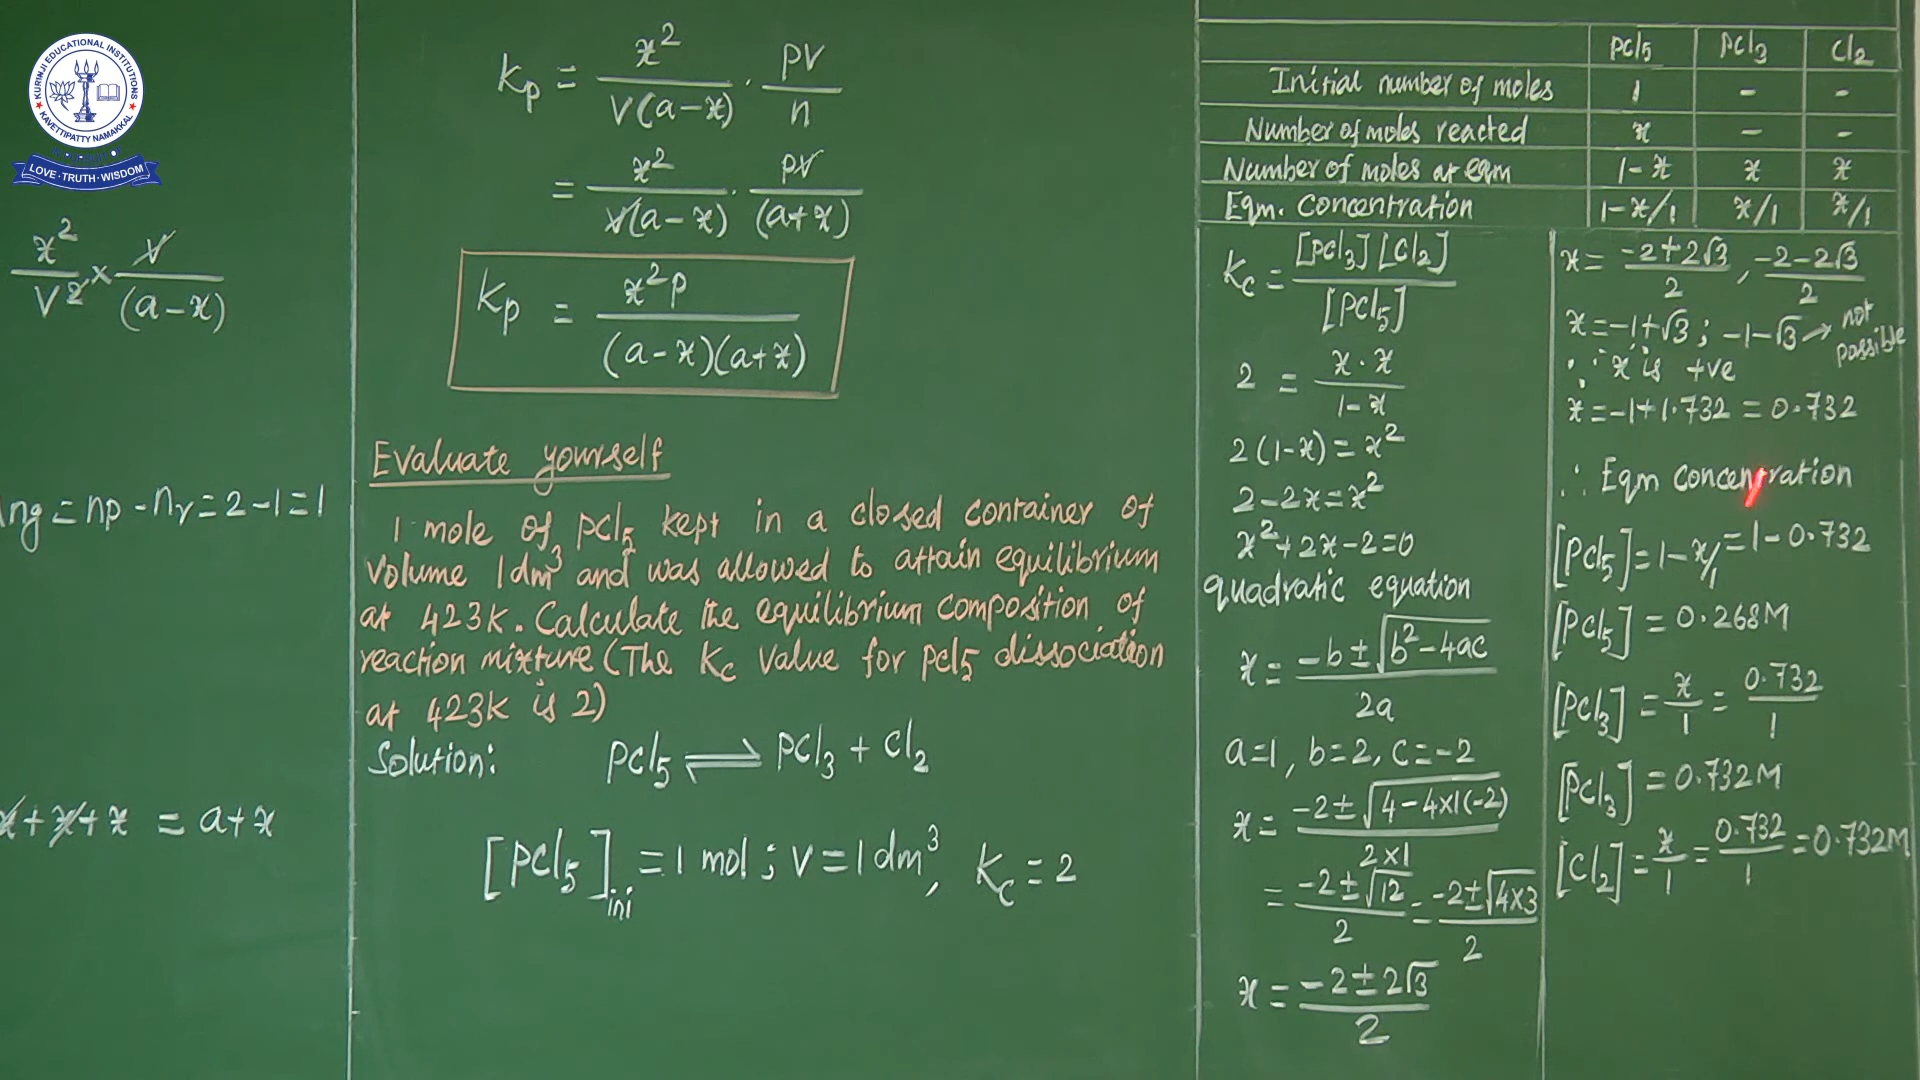 KURINJI EDUCATIONAL INSTITUTIONS
KAVETTIPATTY NAMAKKAL
LOVE · TRUTH · WISDOM
x²/V² × V/(a-x)
ng = np - nr = 2-1 = 1
x + x + x = a+x
Kp = x²/V(a-x) · PV/n
= x²/V(a-x) · PV/(a+x)
Kp = x²P/(a-x)(a+x)
Evaluate yourself
1 mole of PCl5 kept in a closed container of
volume 1dm³ and was allowed to attain equilibrium
at 423K. Calculate the equilibrium composition of
reaction mixture (The Kc value for PCl5 dissociation
at 423K is 2)
Solution: PCl5 ⇌ PCl3 + Cl2
[PCl5]ini = 1 mol ; V = 1 dm³, Kc = 2
PCl5 PCl3 Cl2
Initial number of moles 1 - -
Number of moles reacted x - -
Number of moles at eqm 1-x x x
Eqm. Concentration 1-x/1 x/1 x/1
Kc = [PCl3][Cl2]/[PCl5]
2 = x·x/1-x
2(1-x) = x²
2-2x = x²
x²+2x-2=0
quadratic equation
x = -b±√b²-4ac/2a
a=1, b=2, c=-2
x = -2±√4-4×1(-2)/2×1
= -2±√12/2 = -2±√4×3/2
x = -2±2√3/2
x = -2+2√3/2, -2-2√3/2
x = -1+√3 ; -1-√3 → not possible
∵ 'x' is +ve
x = -1+1.732 = 0.732
∴ Eqm concentration
[PCl5] = 1-x/1 = 1-0.732
[PCl5] = 0.268M
[PCl3] = x/1 = 0.732/1
[PCl3] = 0.732M
[Cl2] = x/1 = 0.732/1 = 0.732M